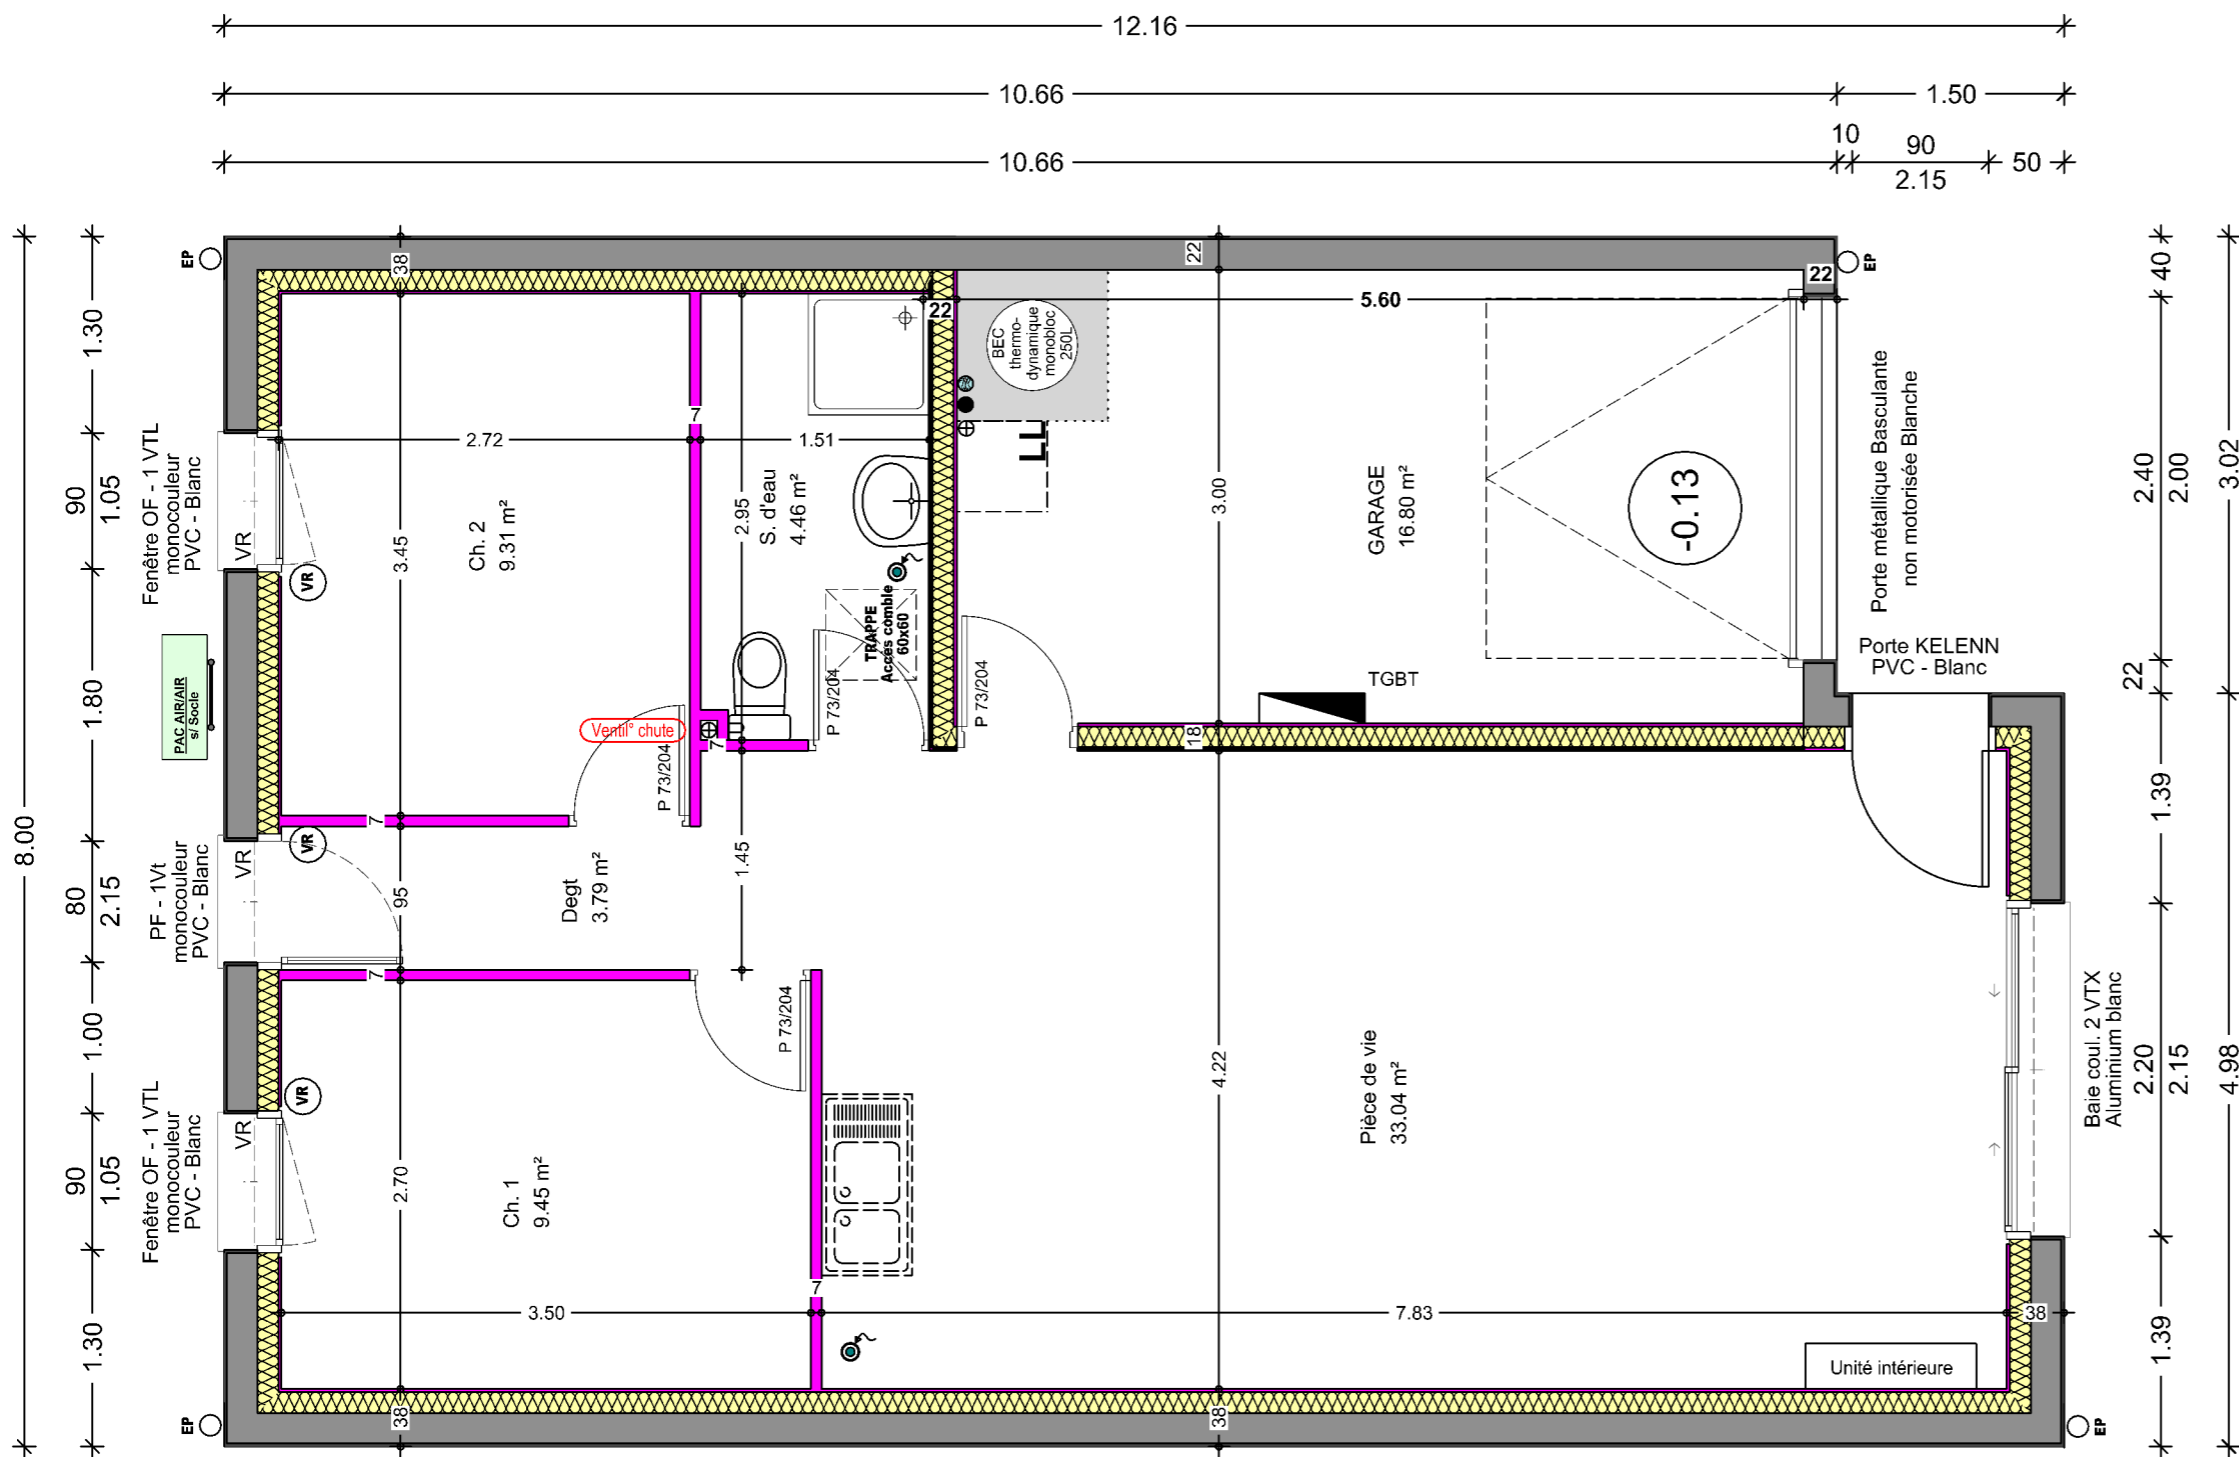 12.16
10.66
1.50
10.66
10
90
2.15
50
EP
38
22
22
EP
40
8.00
1.30
22
5.60
BEC
thermo-
dynamique
monobloc
250L
LL
Fenêtre OF - 1 VTL
monocouleur
PVC - Blanc
90
1.05
VR
VR
2.72
7
1.51
3.45
Ch. 2
9.31 m²
2.95
S. d'eau
4.46 m²
3.00
GARAGE
16.80 m²
-0.13
Porte métallique Basculante
non motorisée Blanche
2.40
2.00
3.02
TRAPPE
Accès comble
60x60
PAC AIR/AIR
s/ Socle
1.80
Ventil° chute
7
P 73/204
P 73/204
P 73/204
TGBT
Porte KELENN
PVC - Blanc
22
18
7
PF - 1Vt
monocouleur
PVC - Blanc
80
2.15
VR
VR
95
Degt
3.79 m²
1.45
1.39
7
P 73/204
1.00
Fenêtre OF - 1 VTL
monocouleur
PVC - Blanc
90
1.05
VR
VR
2.70
Ch. 1
9.45 m²
4.22
Pièce de vie
33.04 m²
Baie coul. 2 VTX
Aluminium blanc
2.20
2.15
4.98
7
3.50
7.83
38
1.30
1.39
Unité intérieure
EP
38
38
EP